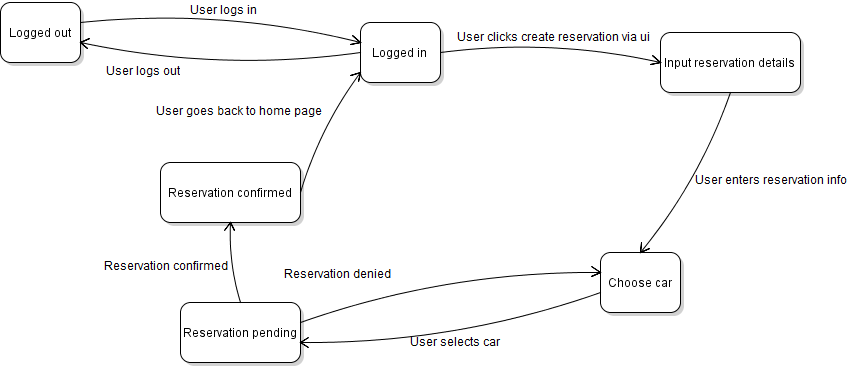 User logs in
Logged out
User clicks create reservation via ui
Logged in
Input reservation details
User logs out
User goes back to home page
User enters reservation info
Reservation confirmed
Reservation confirmed
Reservation denied
Choose car
Reservation pending
User selects car